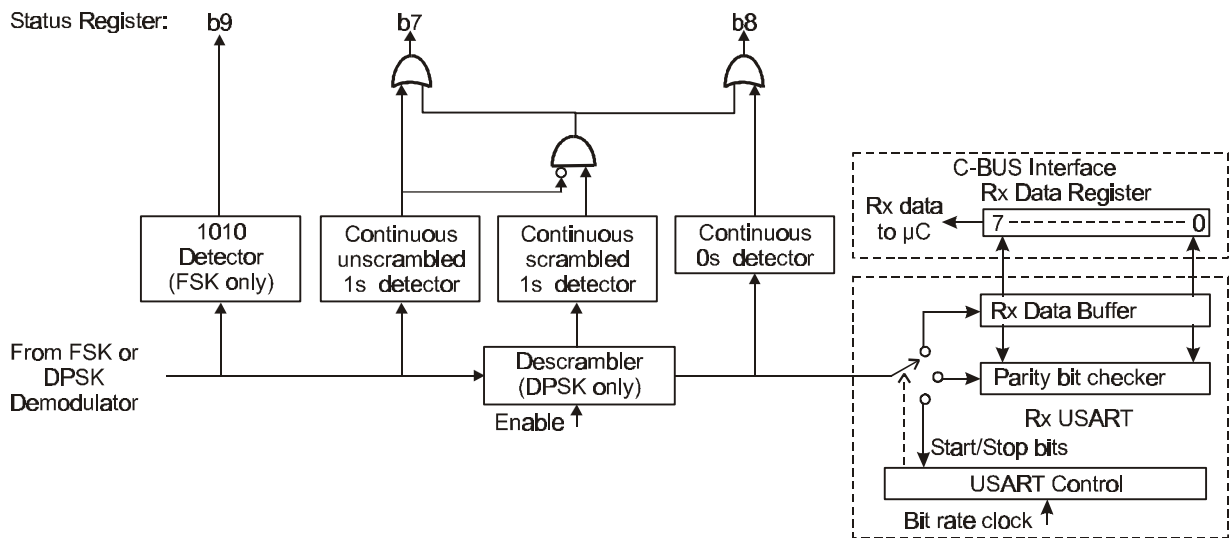 Status Register:
b9
b7
b8
C-BUS Interface
Rx Data Register
Rx data
to µC
7
0
1010
Detector
(FSK only)
Continuous
unscrambled
1s detector
Continuous
scrambled
1s detector
Continuous
0s detector
Rx Data Buffer
From FSK or
DPSK
Demodulator
Descrambler
(DPSK only)
Enable
Parity bit checker
Rx USART
Start/Stop bits
USART Control
Bit rate clock